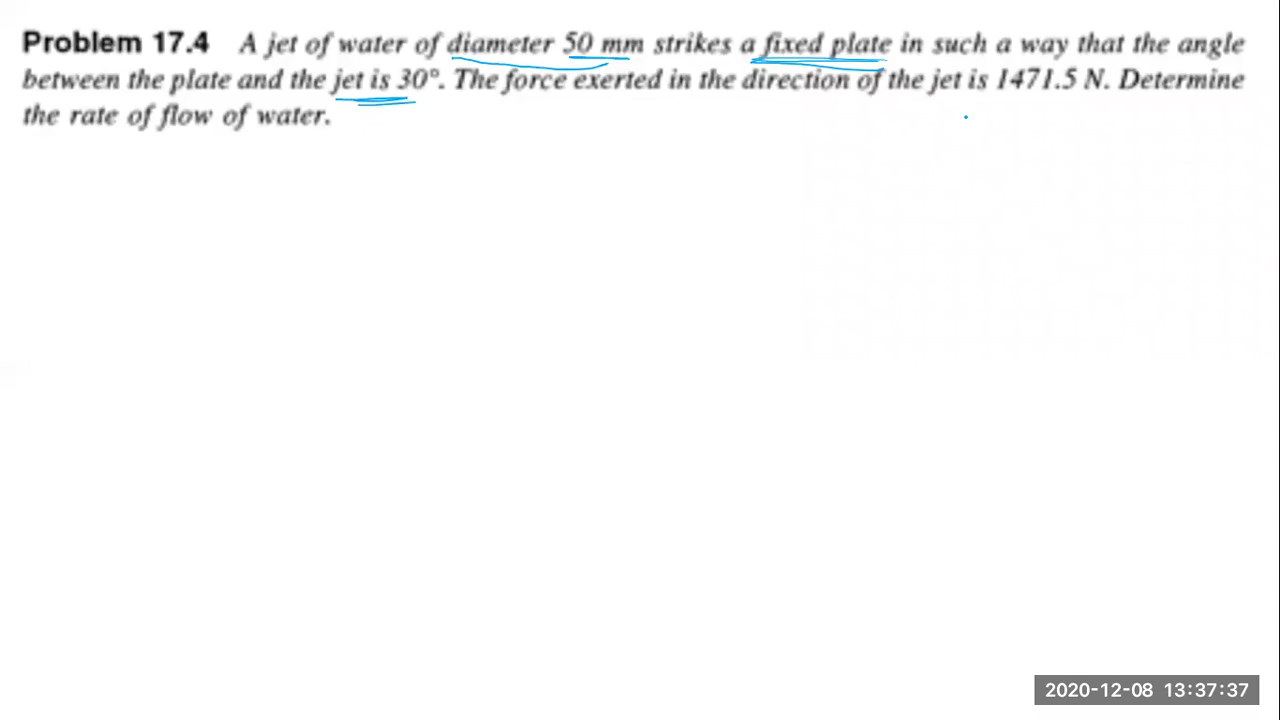 Problem 17.4 A jet of water of diameter 50 mm strikes a fixed plate in such a way that the angle
between the plate and the jet is 30°. The force exerted in the direction of the jet is 1471.5 N. Determine
the rate of flow of water.
2020-12-08 13:37:37